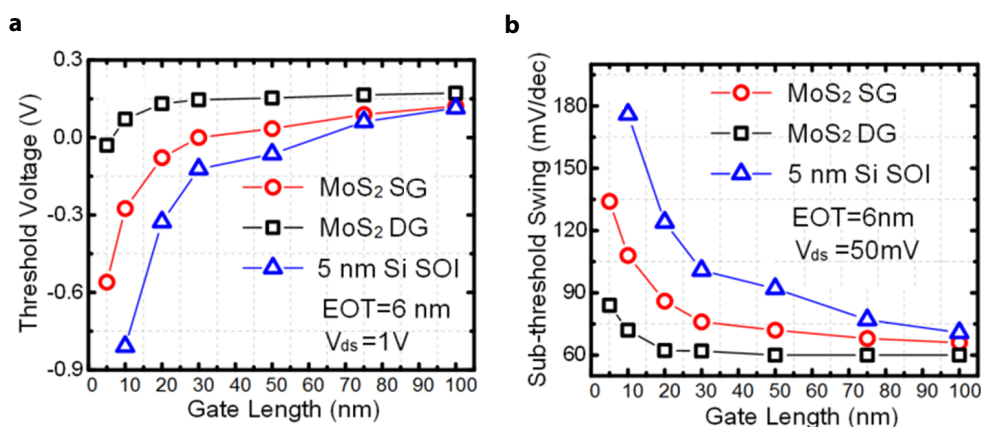 a
Threshold Voltage (V)
0.3
0.0
-0.3
-0.6
-0.9
MoS₂ SG
MoS₂ DG
5 nm Si SOI
EOT=6 nm
Vds =1V
0 10 20 30 40 50 60 70 80 90 100
Gate Length (nm)
b
Sub-threshold Swing (mV/dec)
180
150
120
90
60
MoS₂ SG
MoS₂ DG
5 nm Si SOI
EOT=6nm
Vds =50mV
0 10 20 30 40 50 60 70 80 90 100
Gate Length (nm)